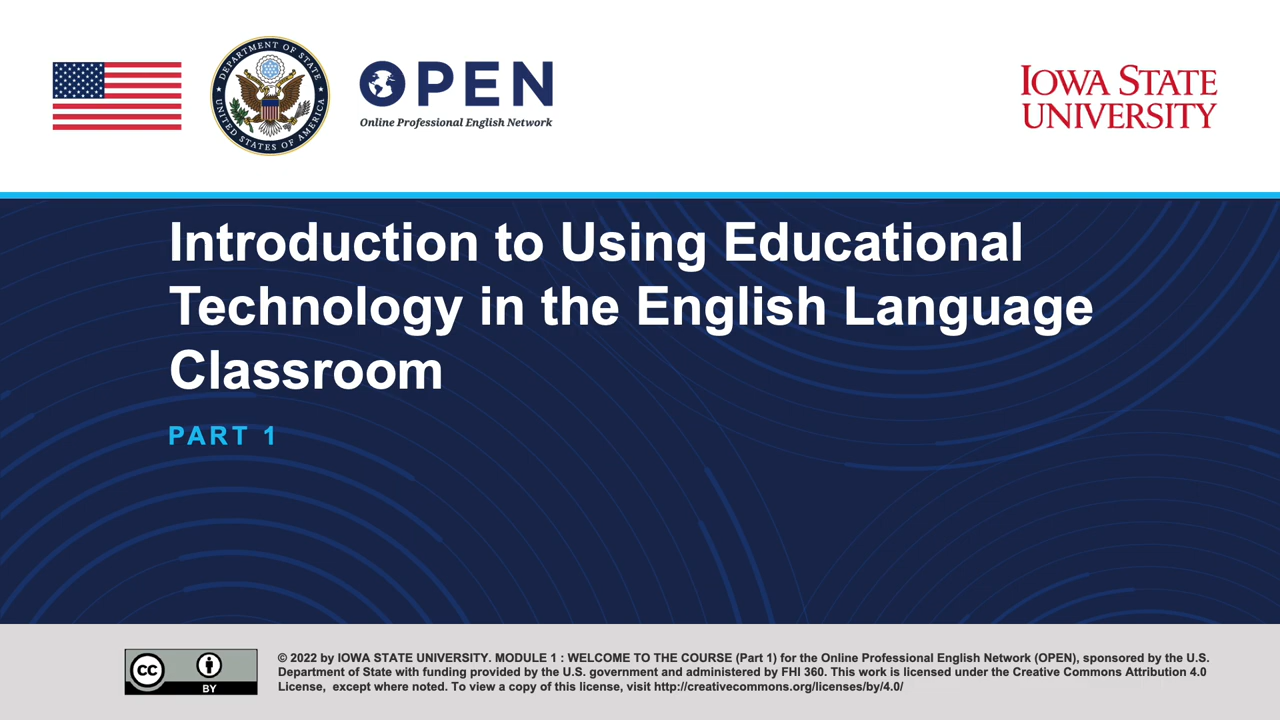 DEPARTMENT OF STATE
UNITED STATES OF AMERICA
OPEN
Online Professional English Network
IOWA STATE
UNIVERSITY
Introduction to Using Educational
Technology in the English Language
Classroom
PART 1
cc
BY
© 2022 by IOWA STATE UNIVERSITY. MODULE 1 : WELCOME TO THE COURSE (Part 1) for the Online Professional English Network (OPEN), sponsored by the U.S.
Department of State with funding provided by the U.S. government and administered by FHI 360. This work is licensed under the Creative Commons Attribution 4.0
License, except where noted. To view a copy of this license, visit http://creativecommons.org/licenses/by/4.0/